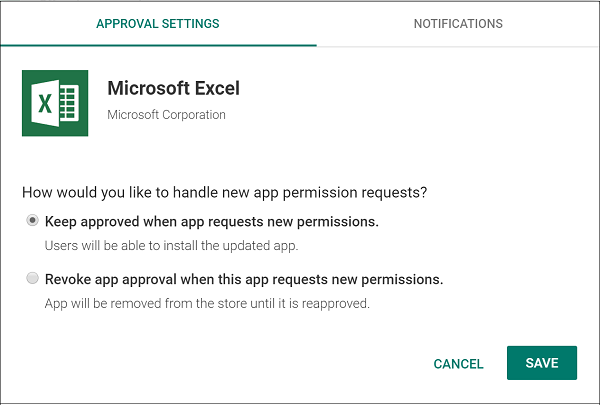 APPROVAL SETTINGS
NOTIFICATIONS
X
Microsoft Excel
Microsoft Corporation
How would you like to handle new app permission requests?
Keep approved when app requests new permissions.
Users will be able to install the updated app.
Revoke app approval when this app requests new permissions.
App will be removed from the store until it is reapproved.
CANCEL
SAVE